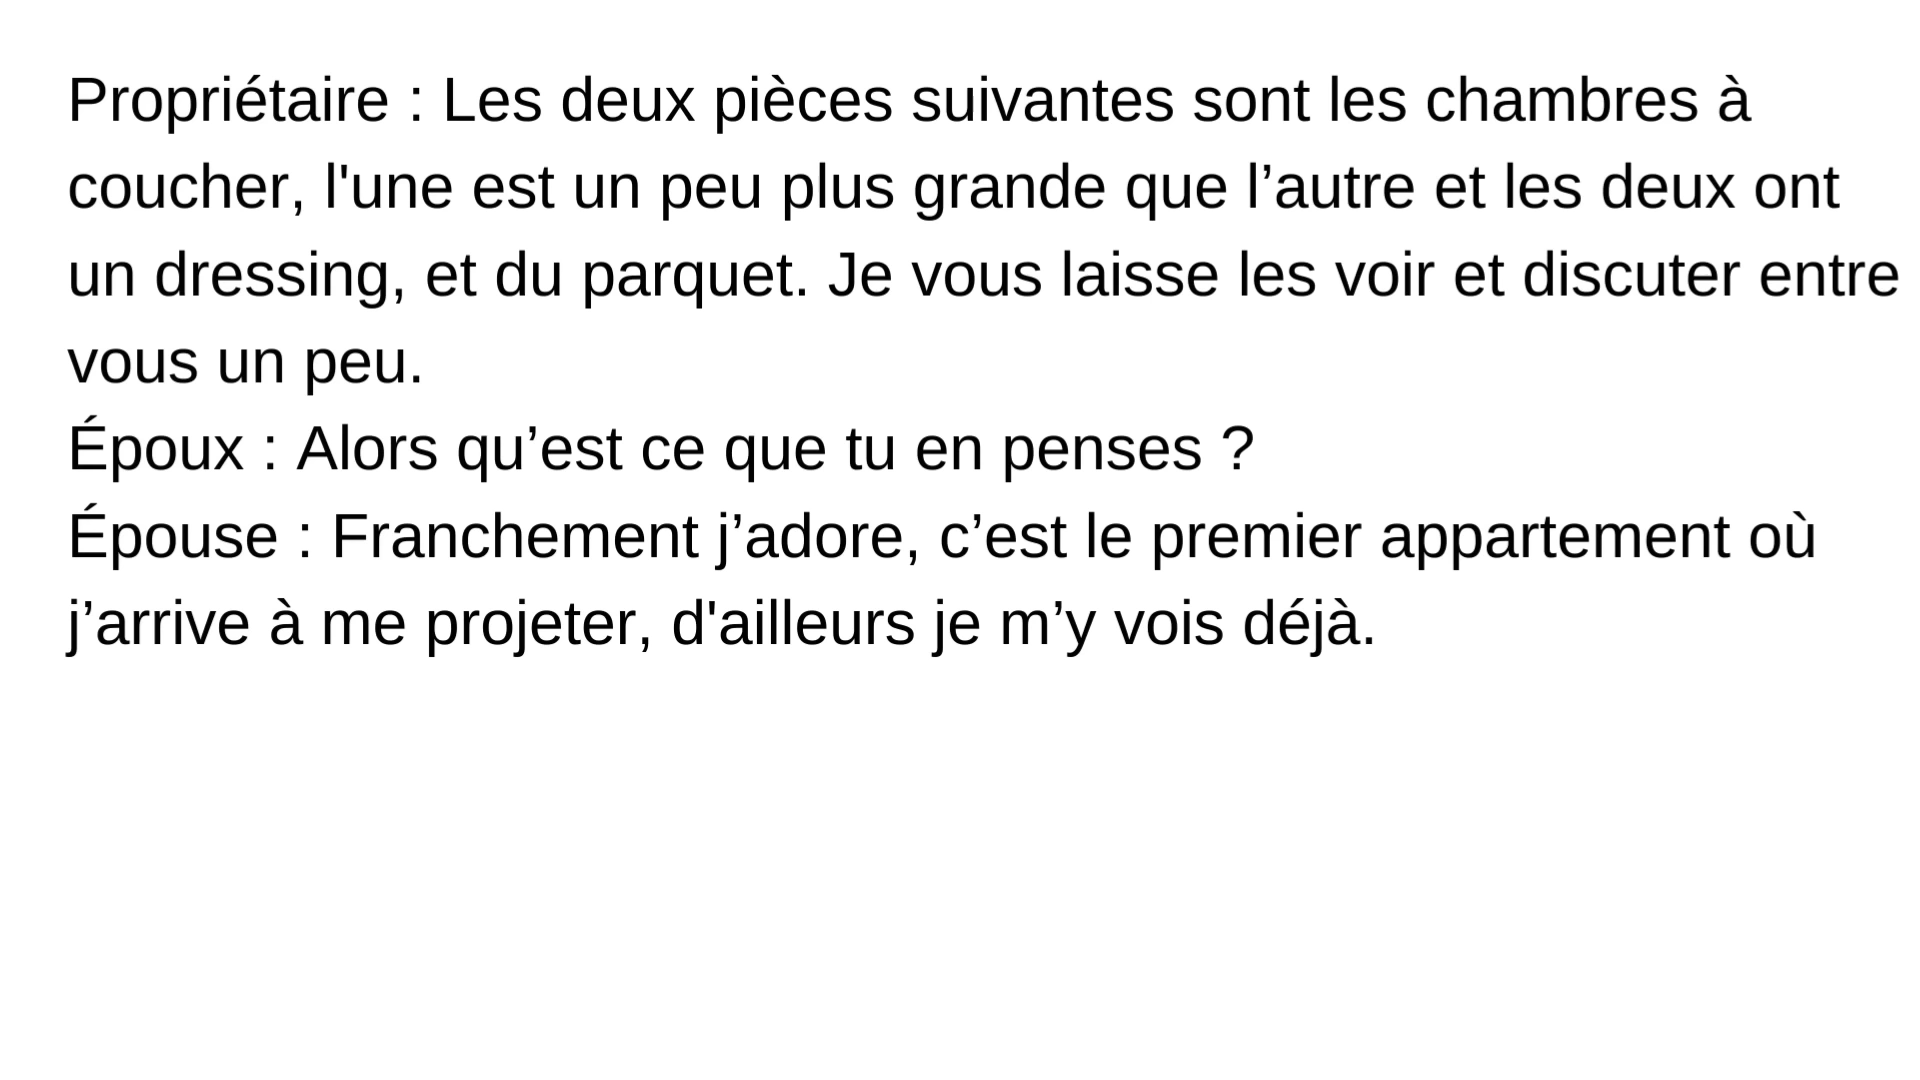 Propriétaire : Les deux pièces suivantes sont les chambres à
coucher, l'une est un peu plus grande que l’autre et les deux ont
un dressing, et du parquet. Je vous laisse les voir et discuter entre
vous un peu.
Époux : Alors qu’est ce que tu en penses ?
Épouse : Franchement j’adore, c’est le premier appartement où
j’arrive à me projeter, d'ailleurs je m’y vois déjà.